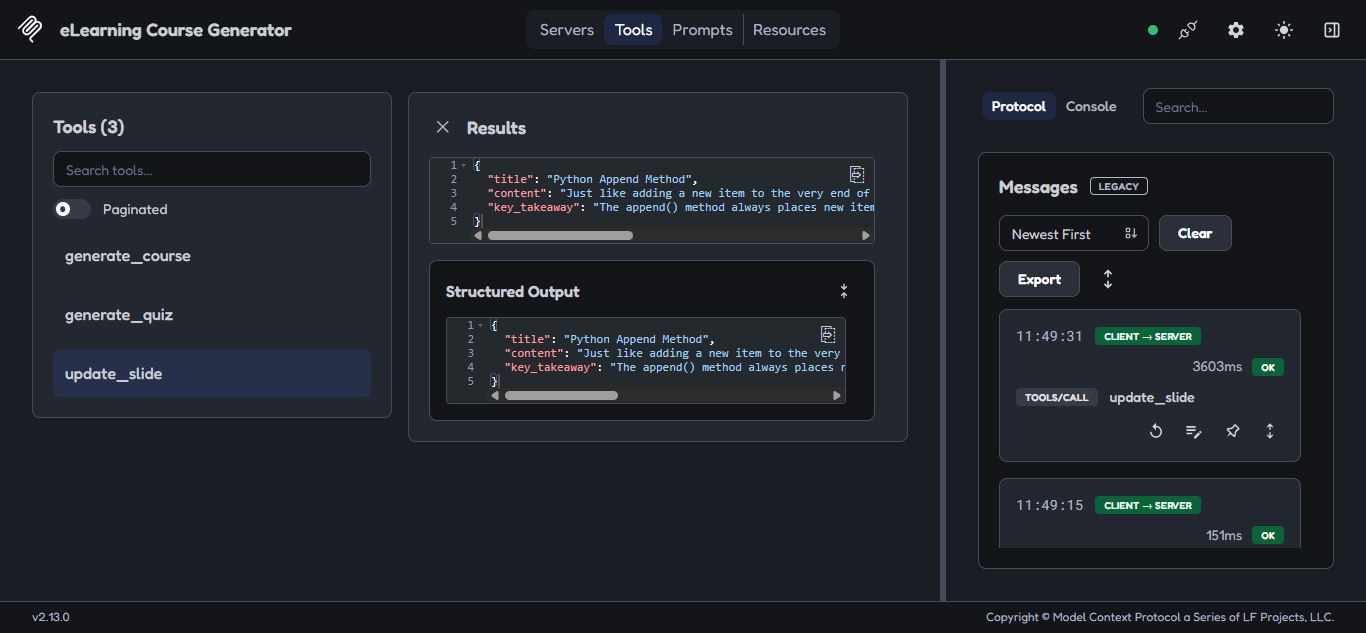 eLearning Course Generator
Servers Tools Prompts Resources
Tools (3)
Search tools...
Paginated
generate_course
generate_quiz
update_slide
Results
1 {
2 "title": "Python Append Method",
3 "content": "Just like adding a new item to the very end of
4 "key_takeaway": "The append() method always places new item
5 }
Structured Output
1 {
2 "title": "Python Append Method",
3 "content": "Just like adding a new item to the very
4 "key_takeaway": "The append() method always places
5 }
Protocol Console Search...
Messages LEGACY
Newest First Clear
Export
11:49:31 CLIENT → SERVER
3603ms OK
TOOLS/CALL update_slide
11:49:15 CLIENT → SERVER
151ms OK
v2.13.0
Copyright © Model Context Protocol a Series of LF Projects, LLC.